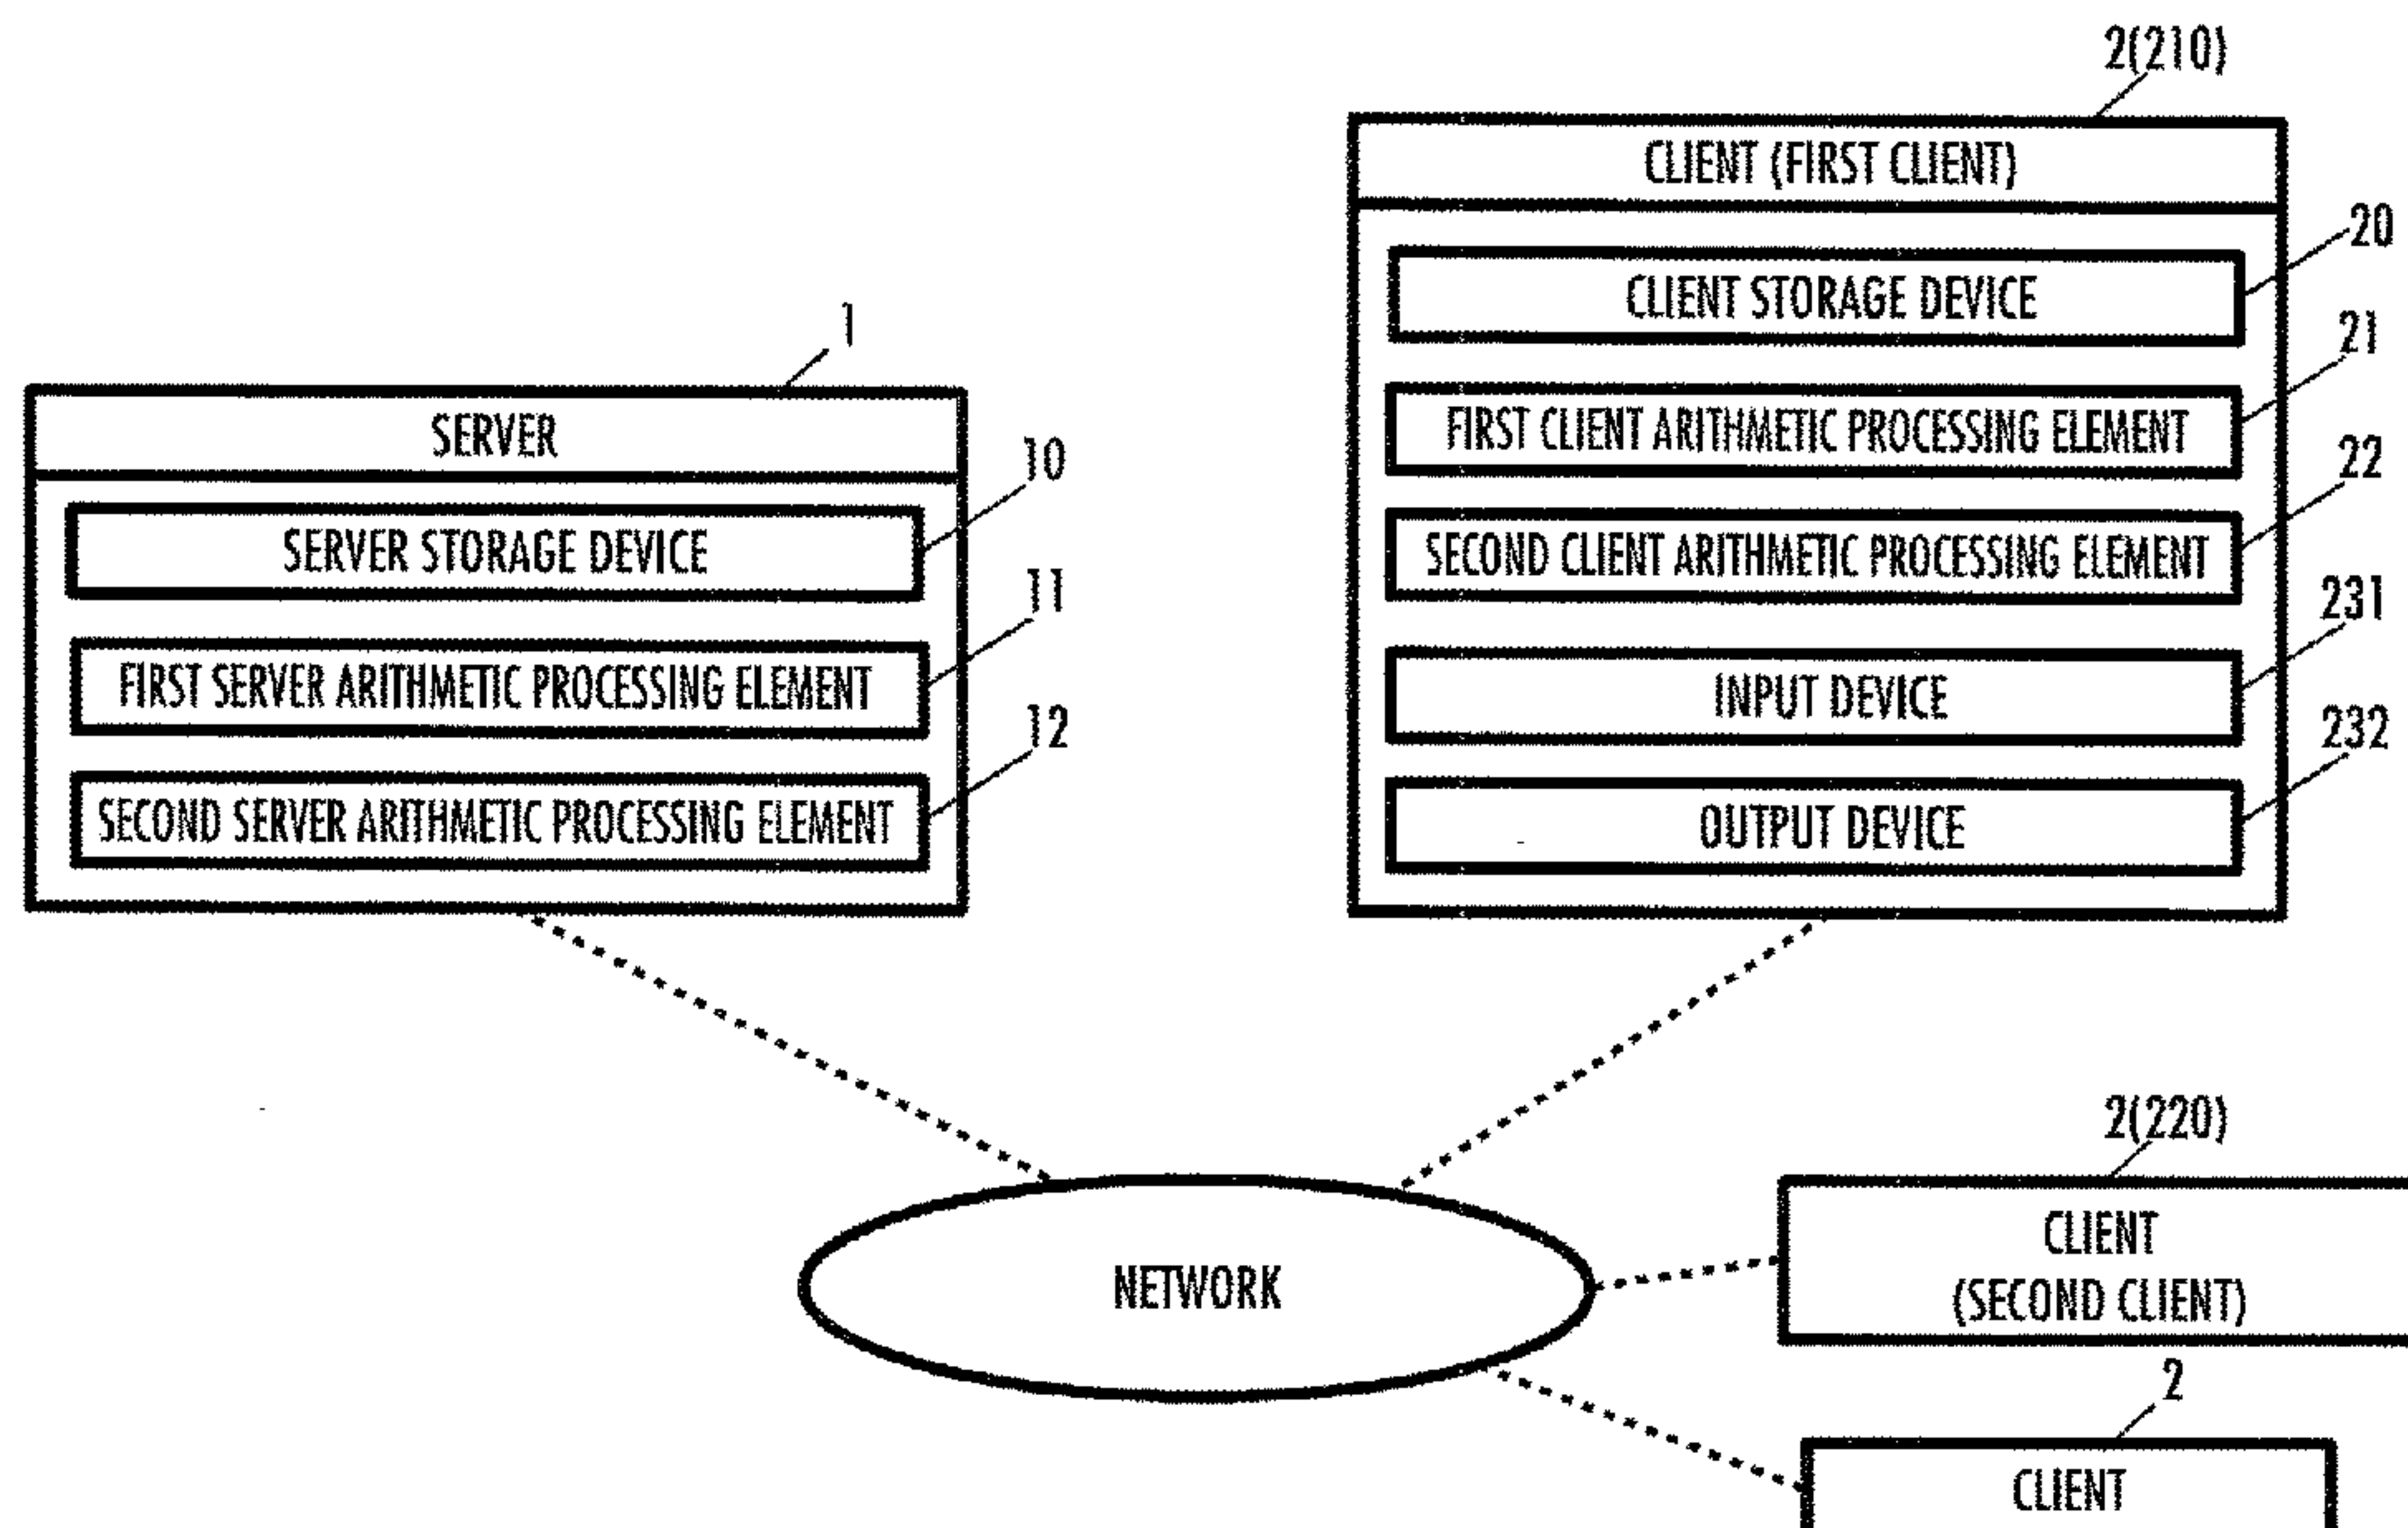 2(210)
CLIENT (FIRST CLIENT)
20
CLIENT STORAGE DEVICE
21
FIRST CLIENT ARITHMETIC PROCESSING ELEMENT
22
SECOND CLIENT ARITHMETIC PROCESSING ELEMENT
231
INPUT DEVICE
232
OUTPUT DEVICE
1
SERVER
10
SERVER STORAGE DEVICE
11
FIRST SERVER ARITHMETIC PROCESSING ELEMENT
12
SECOND SERVER ARITHMETIC PROCESSING ELEMENT
NETWORK
2(220)
CLIENT
(SECOND CLIENT)
2
CLIENT